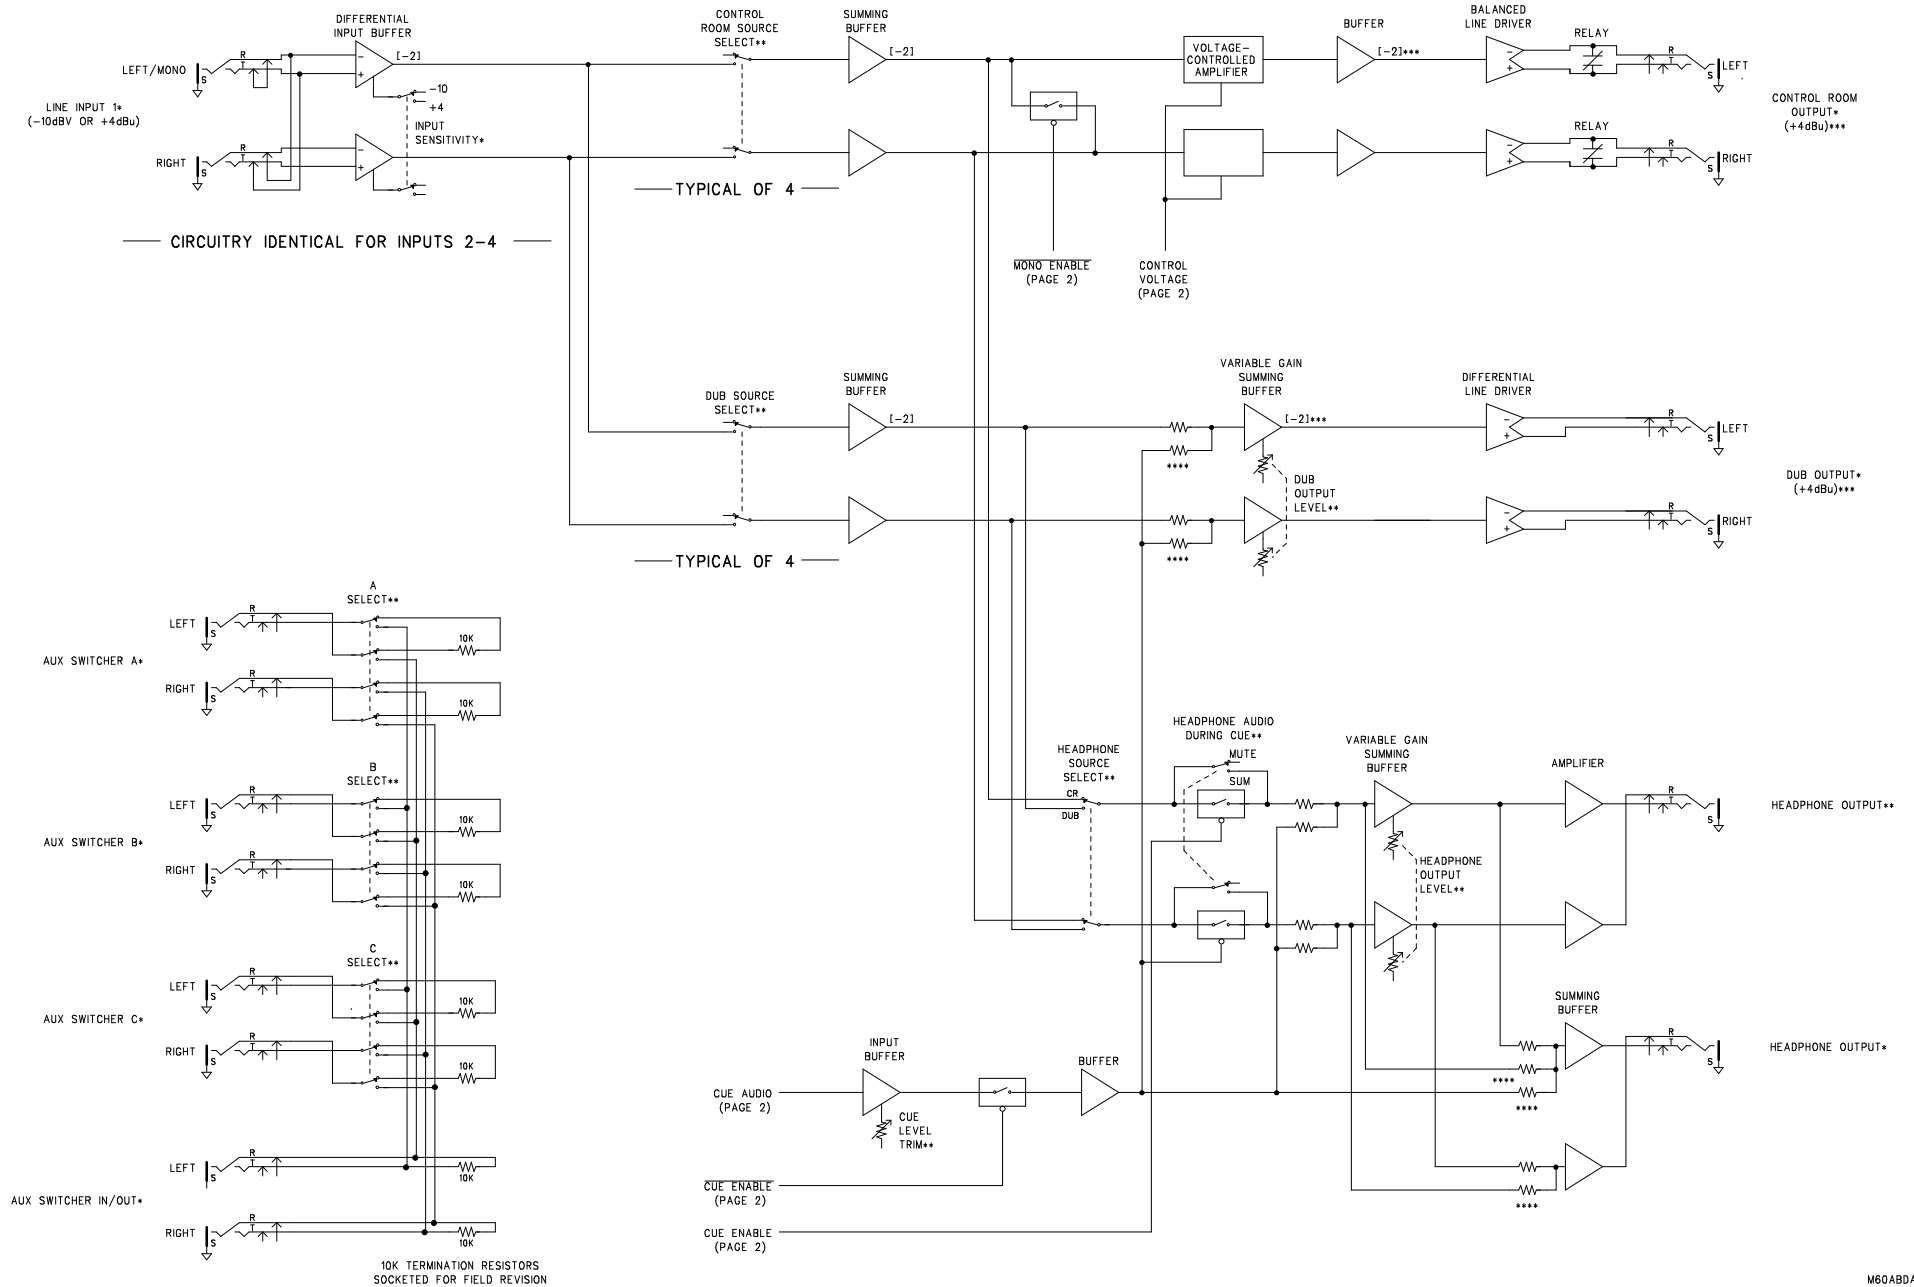 DIFFERENTIAL
INPUT BUFFER
[-2]
R
T
S
LEFT/MONO
-
+
-10
+4
LINE INPUT 1*
(-10dBV OR +4dBu)
INPUT
SENSITIVITY*
RIGHT
R
T
S
-
+
CIRCUITRY IDENTICAL FOR INPUTS 2-4
CONTROL
ROOM SOURCE
SELECT**
SUMMING
BUFFER
[-2]
TYPICAL OF 4
MONO ENABLE
(PAGE 2)
VOLTAGE-
CONTROLLED
AMPLIFIER
CONTROL
VOLTAGE
(PAGE 2)
BUFFER
[-2]***
BALANCED
LINE DRIVER
-
+
RELAY
R
T
S
LEFT
CONTROL ROOM
OUTPUT*
(+4dBu)***
-
+
RELAY
R
T
S
RIGHT
DUB SOURCE
SELECT**
SUMMING
BUFFER
[-2]
TYPICAL OF 4
VARIABLE GAIN
SUMMING
BUFFER
[-2]***
****
DUB
OUTPUT
LEVEL**
****
DIFFERENTIAL
LINE DRIVER
-
+
R
T
S
LEFT
DUB OUTPUT*
(+4dBu)***
-
+
R
T
S
RIGHT
A
SELECT**
LEFT
R
T
S
10K
AUX SWITCHER A*
RIGHT
R
T
S
10K
B
SELECT**
LEFT
R
T
S
10K
AUX SWITCHER B*
RIGHT
R
T
S
10K
C
SELECT**
LEFT
R
T
S
10K
AUX SWITCHER C*
RIGHT
R
T
S
10K
LEFT
R
T
S
10K
AUX SWITCHER IN/OUT*
RIGHT
R
T
S
10K
10K TERMINATION RESISTORS
SOCKETED FOR FIELD REVISION
HEADPHONE
SOURCE
SELECT**
CR
DUB
HEADPHONE AUDIO
DURING CUE**
MUTE
SUM
VARIABLE GAIN
SUMMING
BUFFER
HEADPHONE
OUTPUT
LEVEL**
AMPLIFIER
R
T
S
HEADPHONE OUTPUT**
SUMMING
BUFFER
R
T
S
HEADPHONE OUTPUT*
****
****
****
INPUT
BUFFER
BUFFER
CUE AUDIO
(PAGE 2)
CUE
LEVEL
TRIM**
CUE ENABLE
(PAGE 2)
CUE ENABLE
(PAGE 2)
M60ABDA